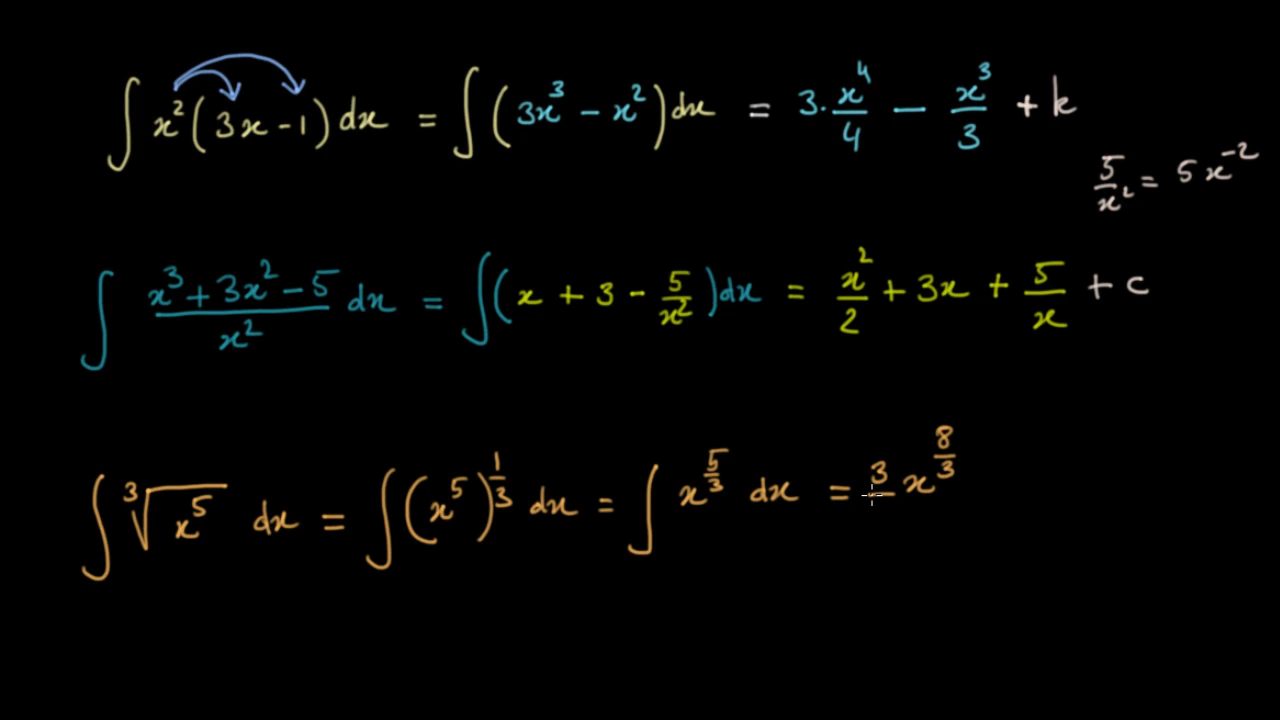 ∫ x²(3x - 1) dx = ∫ (3x³ - x²) dx = 3·x⁴/4 - x³/3 + k
5/x² = 5x⁻²
∫ (x³ + 3x² - 5)/x² dx = ∫ (x + 3 - 5/x²) dx = x²/2 + 3x + 5/x + c
∫ ∛(x⁵) dx = ∫ (x⁵)^(1/3) dx = ∫ x^(5/3) dx = 3/ x^(8/3)